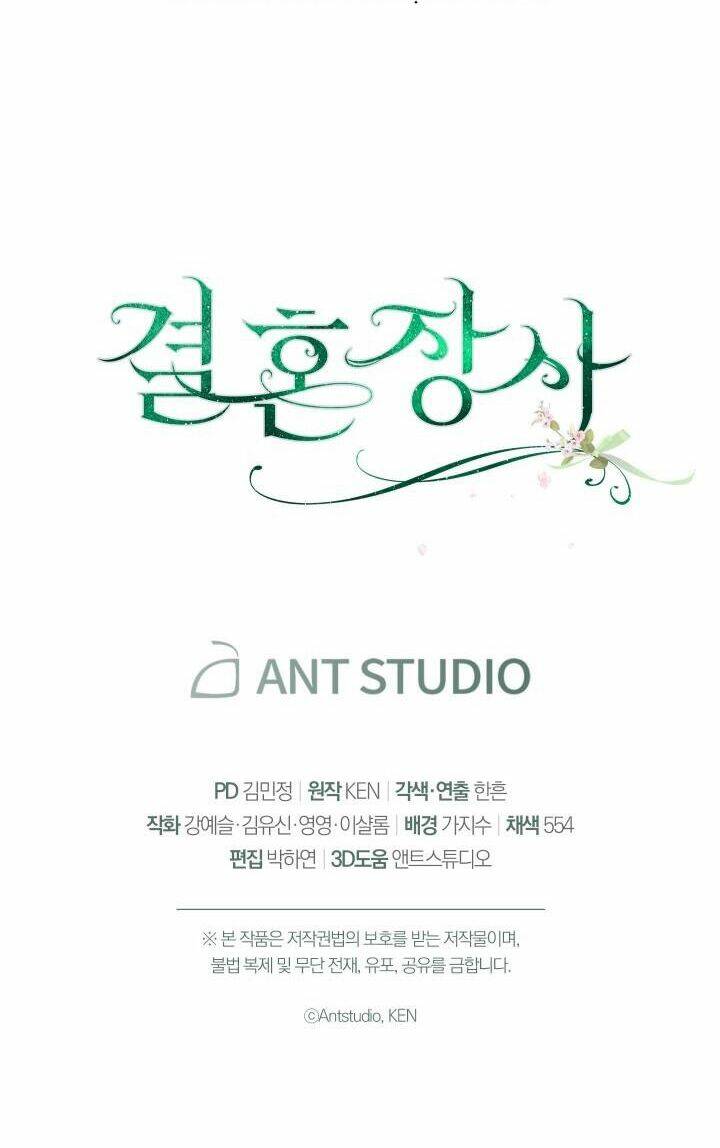 결혼장사
ANT STUDIO
PD 김민정 | 원작 KEN | 각색·연출 한흔
작화 강예슬·김유신·영영·이샬롬 | 배경 가지수 | 채색 554
편집 박하연 | 3D도움 앤트스튜디오
※ 본 작품은 저작권법의 보호를 받는 저작물이며,
불법 복제 및 무단 전재, 유포, 공유를 금합니다.
ⓒAntstudio, KEN